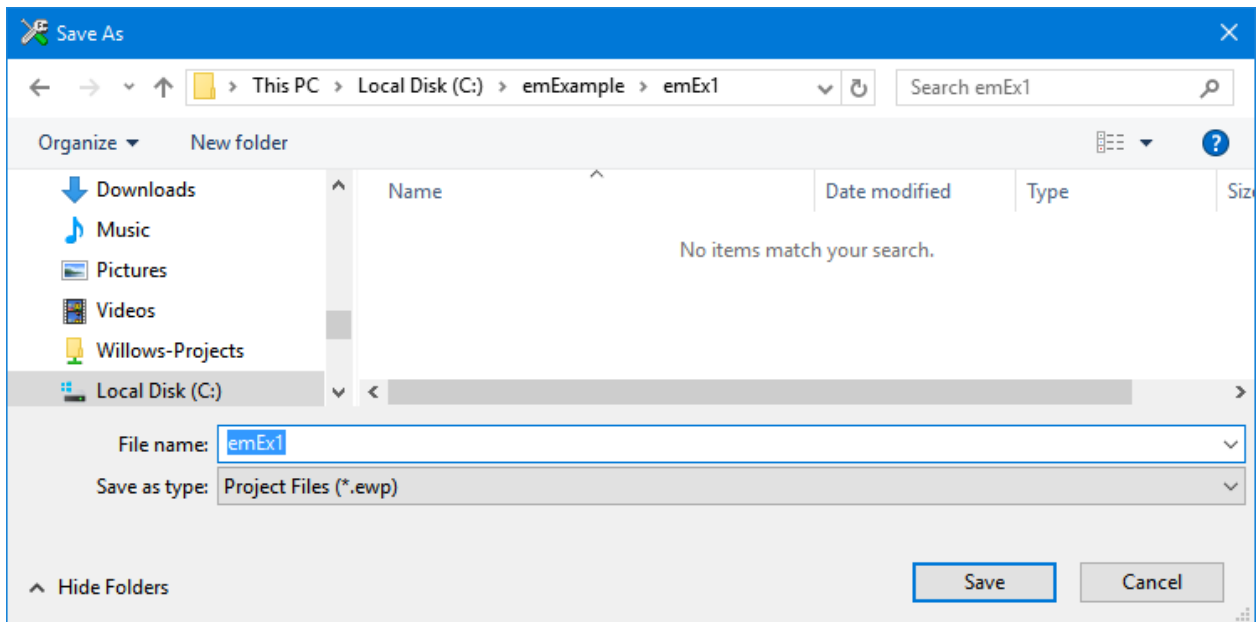 Save As
This PC > Local Disk (C:) > emExample > emEx1
Search emEx1
Organize
New folder
?
Name
Date modified
Type
Downloads
Music
No items match your search.
Pictures
Videos
Willows-Projects
Local Disk (C:)
File name: emEx1
Save as type: Project Files (*.ewp)
Hide Folders
Save
Cancel